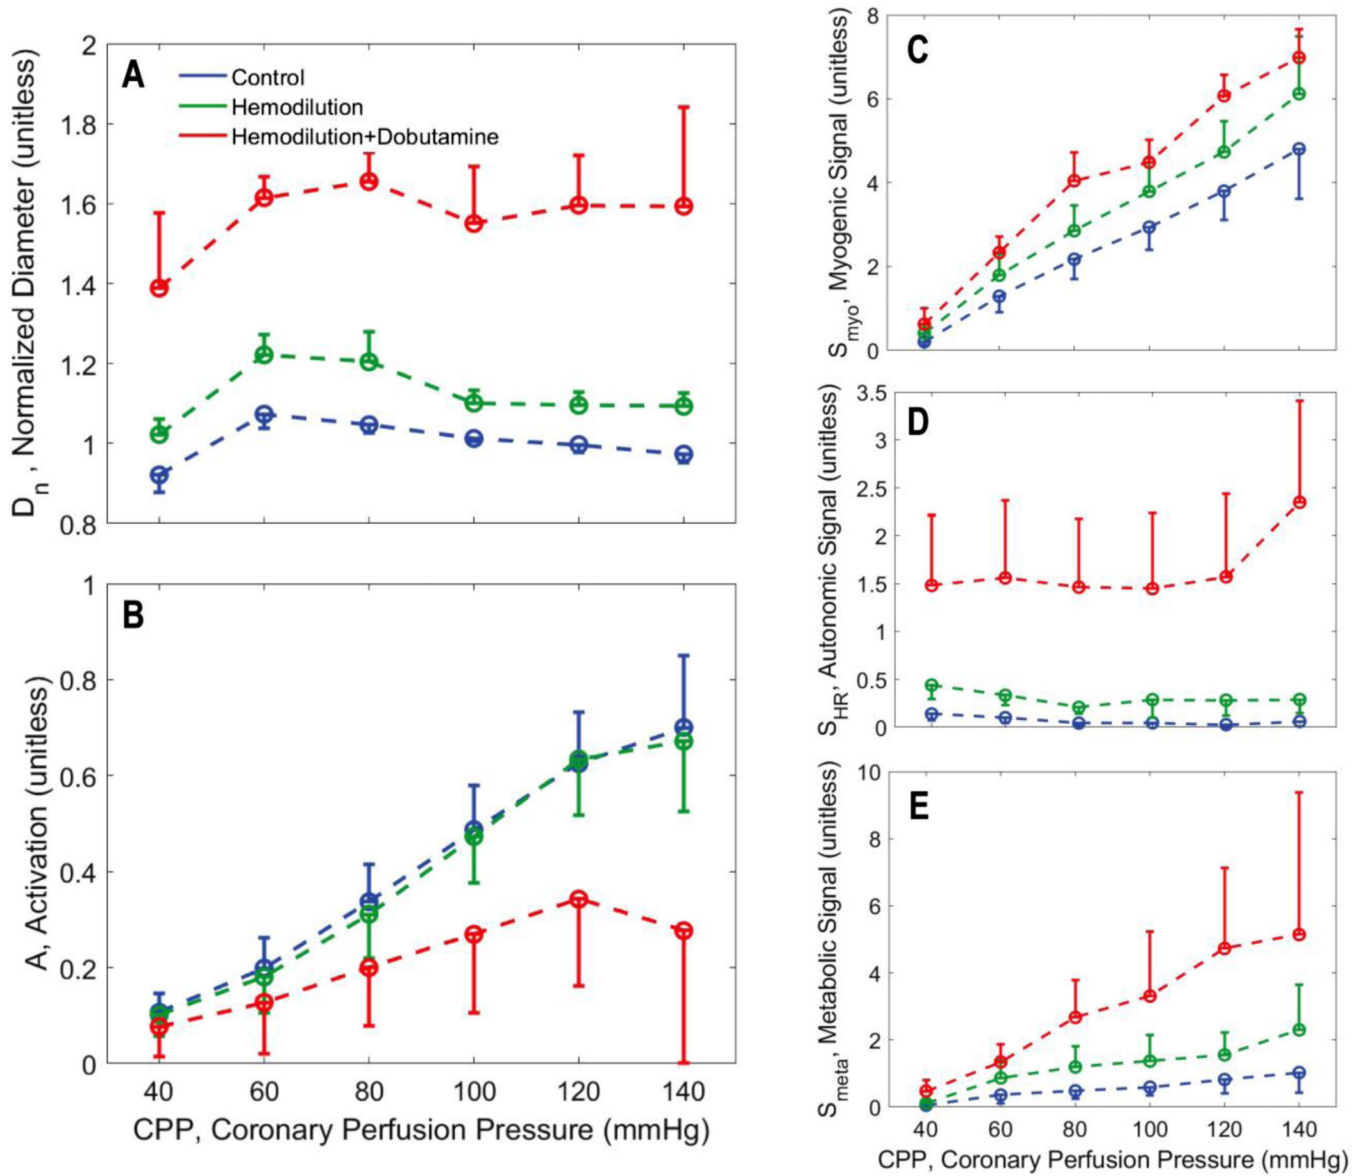 A
Control
Hemodilution
Hemodilution+Dobutamine
D_n , Normalized Diameter (unitless)
2
1.8
1.6
1.4
1.2
1
0.8
B
A, Activation (unitless)
1
0.8
0.6
0.4
0.2
0
40 60 80 100 120 140
CPP, Coronary Perfusion Pressure (mmHg)
C
S_myo, Myogenic Signal (unitless)
8
6
4
2
0
D
S_HR, Autonomic Signal (unitless)
3.5
3
2.5
2
1.5
1
0.5
0
E
S_meta, Metabolic Signal (unitless)
10
8
6
4
2
0
40 60 80 100 120 140
CPP, Coronary Perfusion Pressure (mmHg)